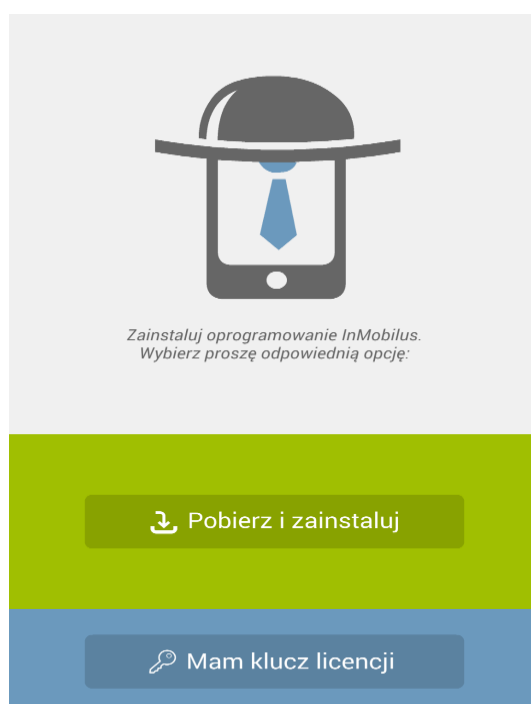 Zainstaluj oprogramowanie InMobilus.
Wybierz proszę odpowiednią opcję:
Pobierz i zainstaluj
Mam klucz licencji